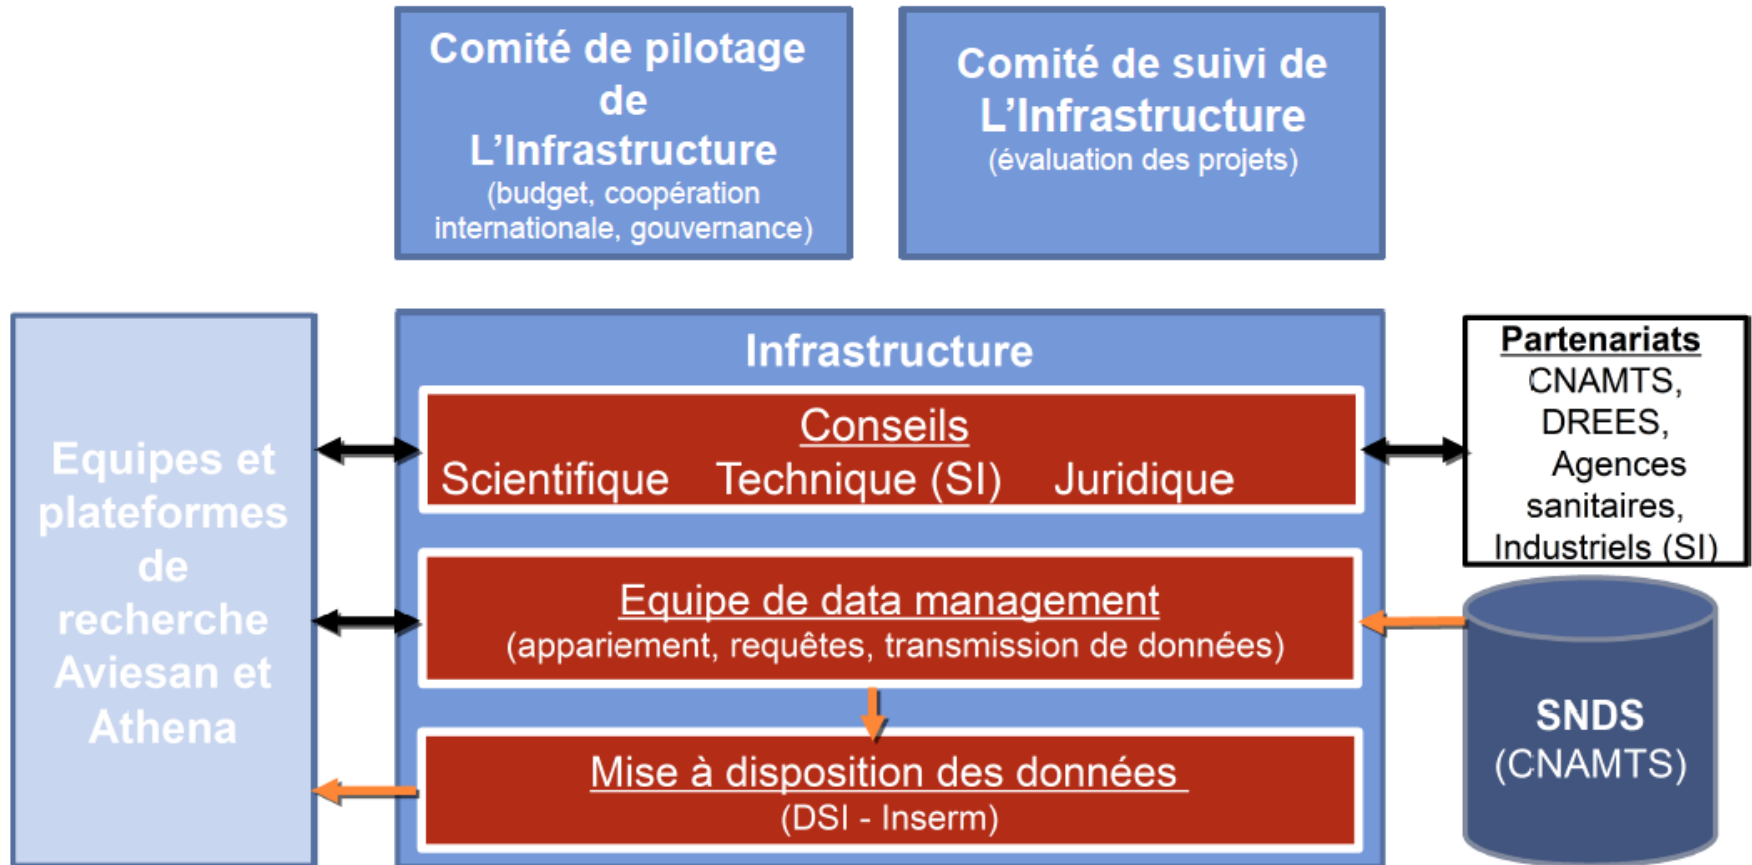 Comité de pilotage
de
L’Infrastructure
(budget, coopération
internationale, gouvernance)
Comité de suivi de
L’Infrastructure
(évaluation des projets)
Equipes et
plateformes
de
recherche
Aviesan et
Athena
Infrastructure
Conseils
Scientifique Technique (SI) Juridique
Equipe de data management
(appariement, requêtes, transmission de données)
Mise à disposition des données
(DSI - Inserm)
Partenariats
CNAMTS,
DREES,
Agences
sanitaires,
Industriels (SI)
SNDS
(CNAMTS)